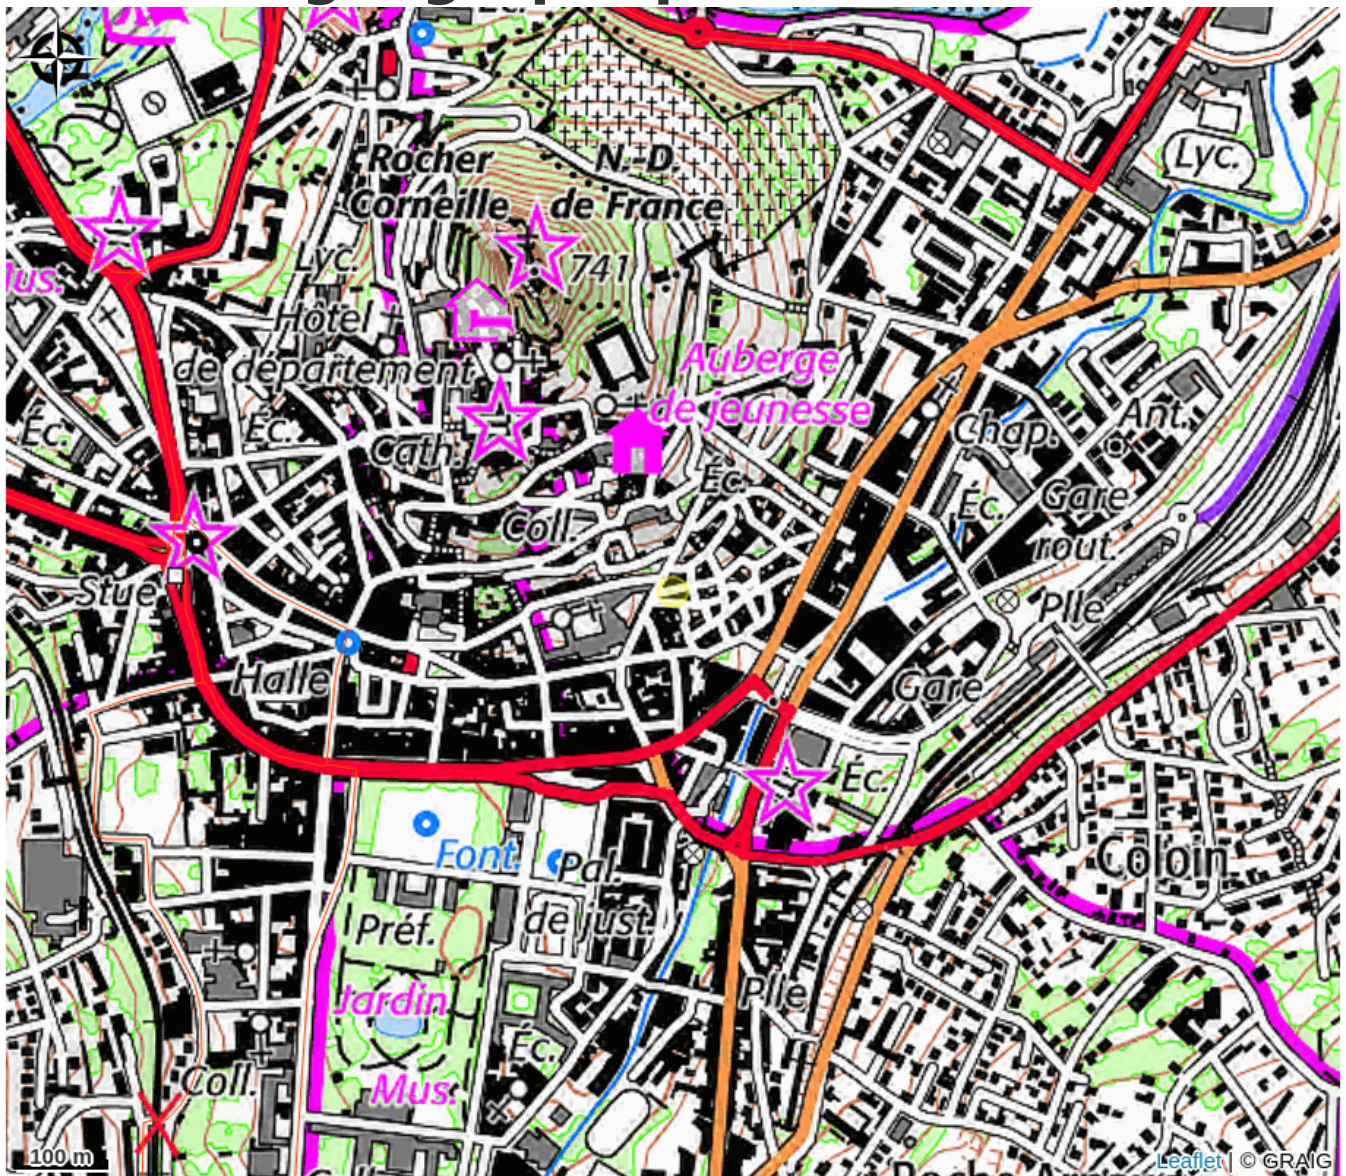 Rocher
N.-D.
Corneille
de France
Lyc.
741
Lyc.
Mus.
Hôtel
de département
Auberge
de jeunesse
Éc.
Éc.
Cath.
Chap.
Ant.
Éc.
Éc.
Gare
rout.
Coll.
Stue
Plle
Halle
Gare
Éc.
Font.
Pal.
de just.
Coloin
Préf.
Jardin
Plle
Éc.
Mus.
Coll.
100 m
Leaflet | © GRAIG